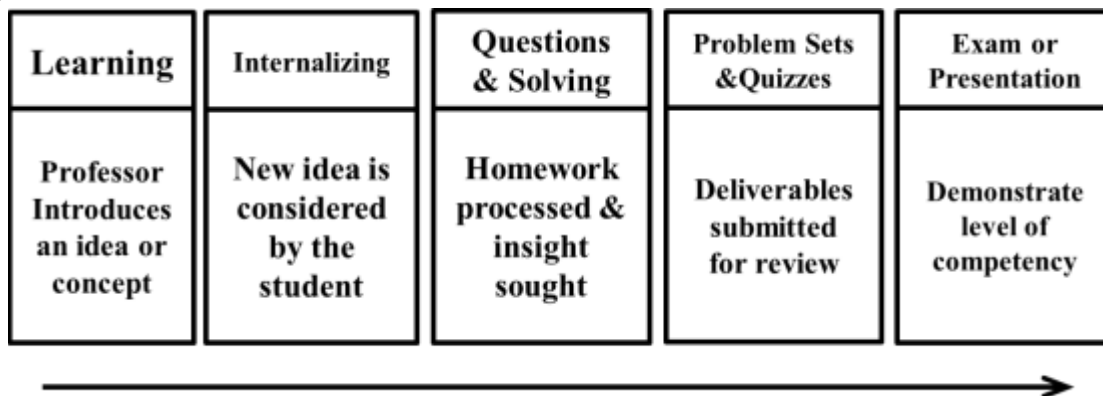 Learning
Professor
Introduces
an idea or
concept
Internalizing
New idea is
considered
by the
student
Questions
& Solving
Homework
processed &
insight
sought
Problem Sets
&Quizzes
Deliverables
submitted
for review
Exam or
Presentation
Demonstrate
level of
competency